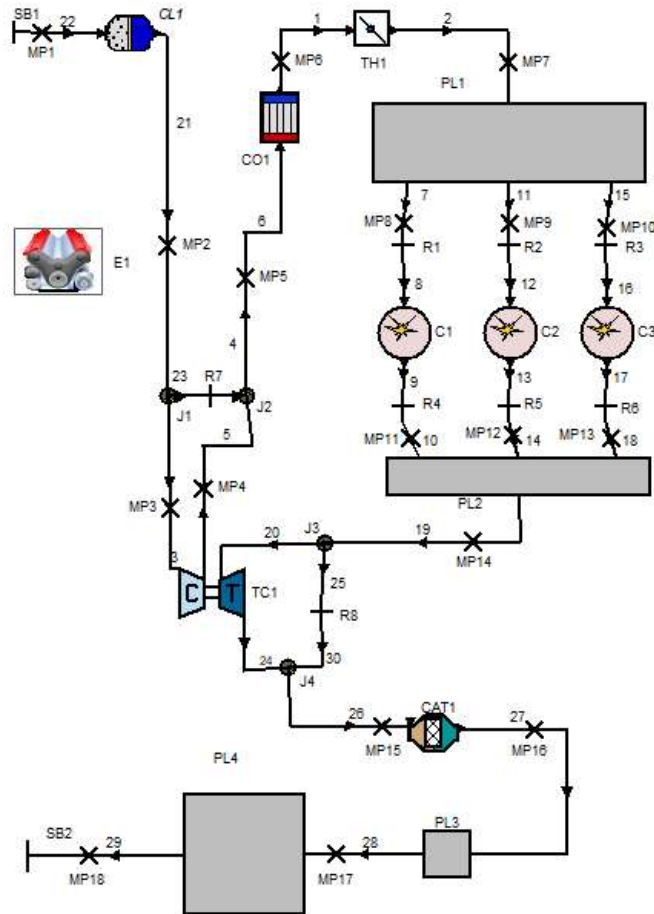 SB1
22
CL1
MP1
21
MP2
E1
1
2
TH1
MP6
MP7
PL1
CO1
6
7
11
15
MP8
MP9
MP10
R1
R2
R3
MP5
8
12
16
4
C1
C2
C3
23
R7
J1
J2
9
13
17
R4
R5
R6
5
MP11
10
MP12
14
MP13
18
MP3
MP4
PL2
3
20
J3
19
MP14
C
T
TC1
25
R8
24
30
J4
26
CAT1
27
MP15
MP16
PL4
PL3
SB2
29
28
MP18
MP17